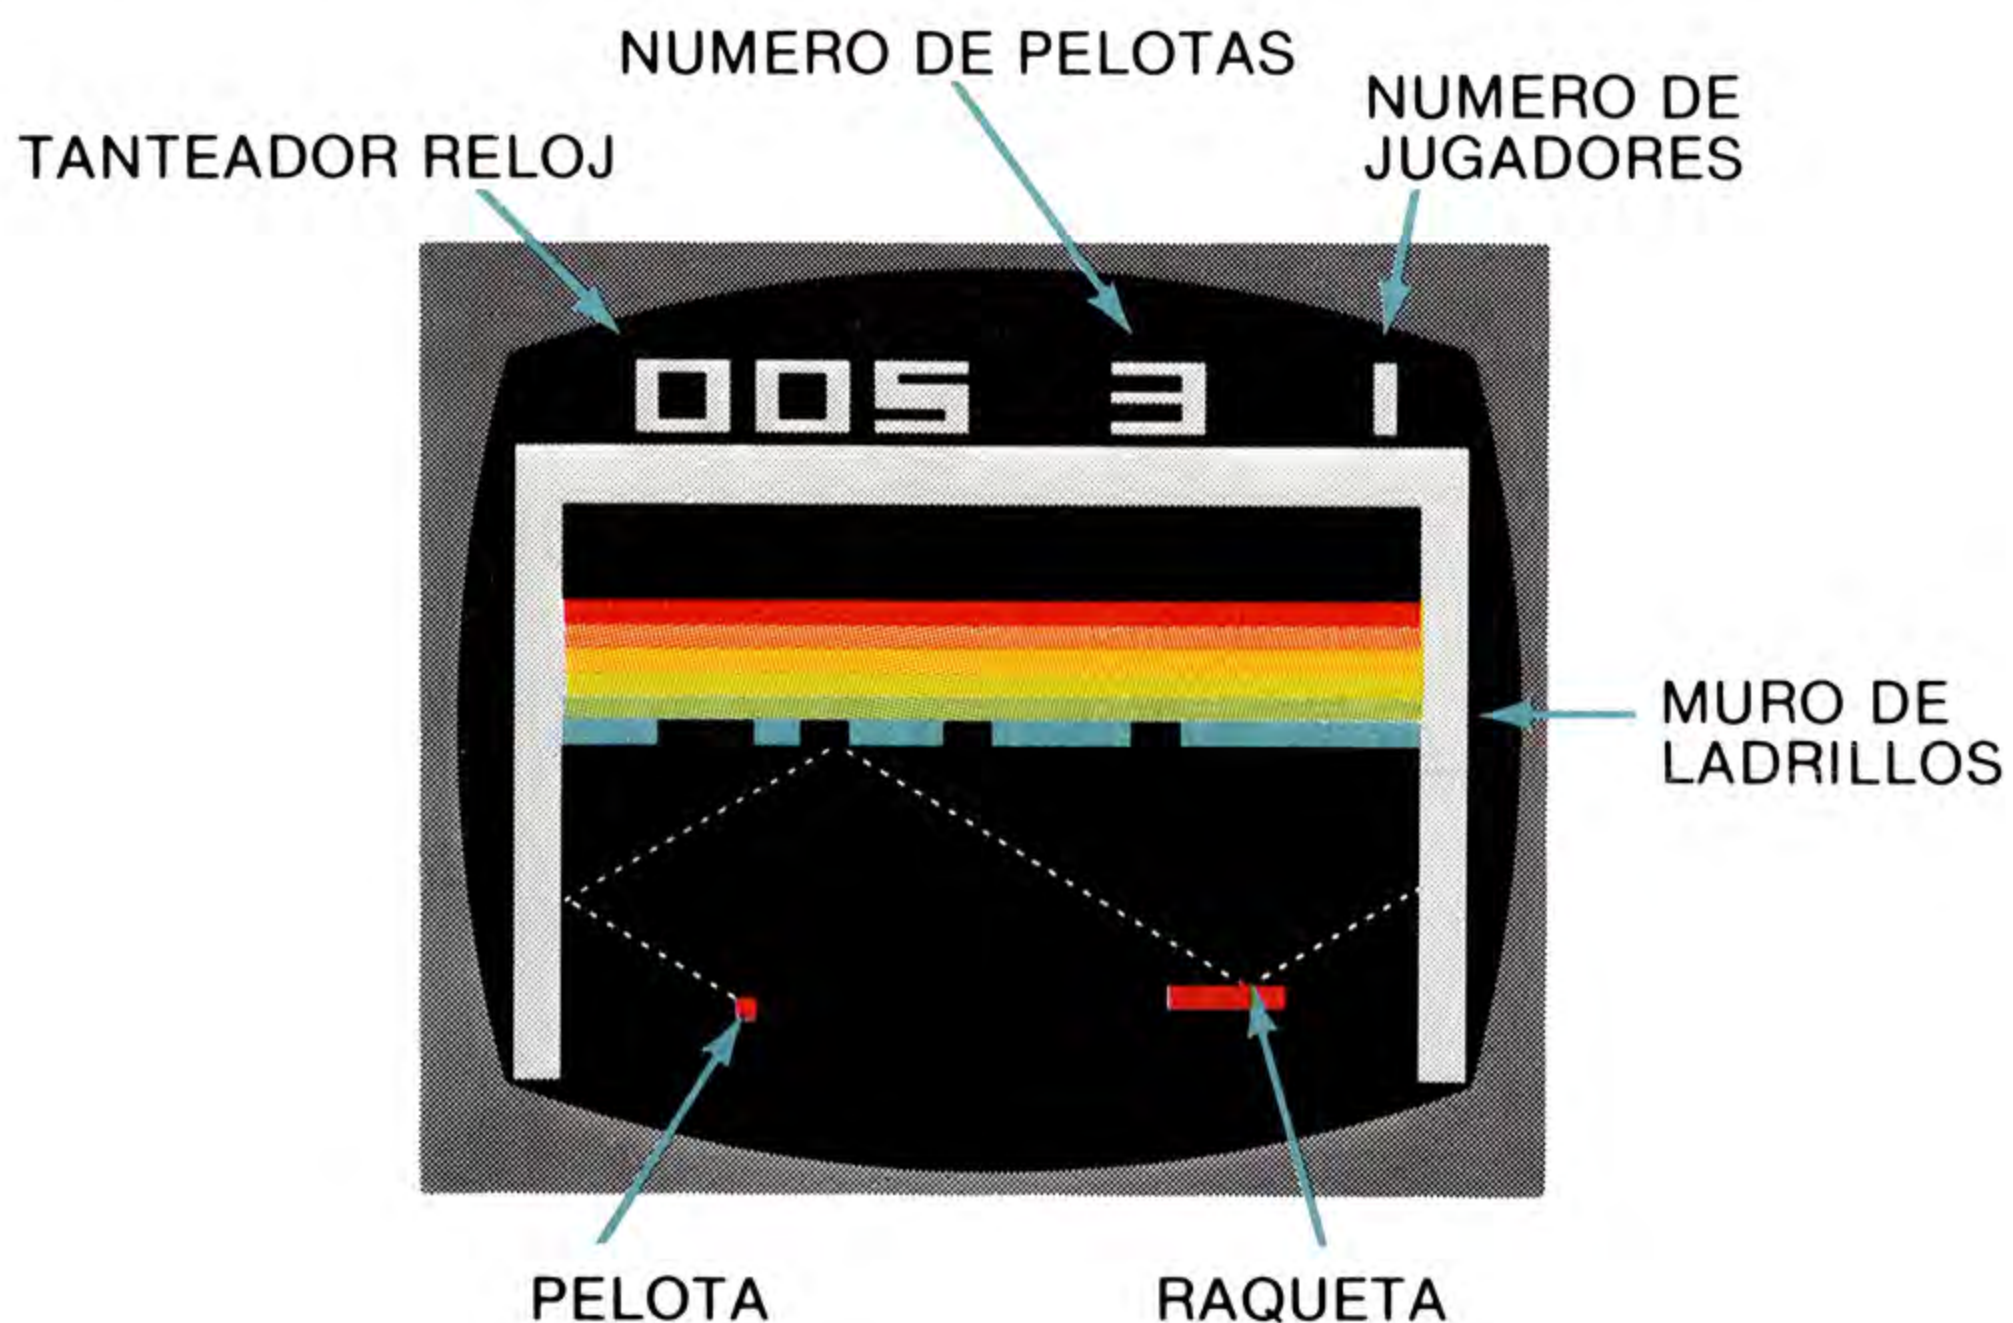 NUMERO DE PELOTAS
NUMERO DE
JUGADORES
TANTEADOR RELOJ
005 3 1
MURO DE
LADRILLOS
PELOTA
RAQUETA